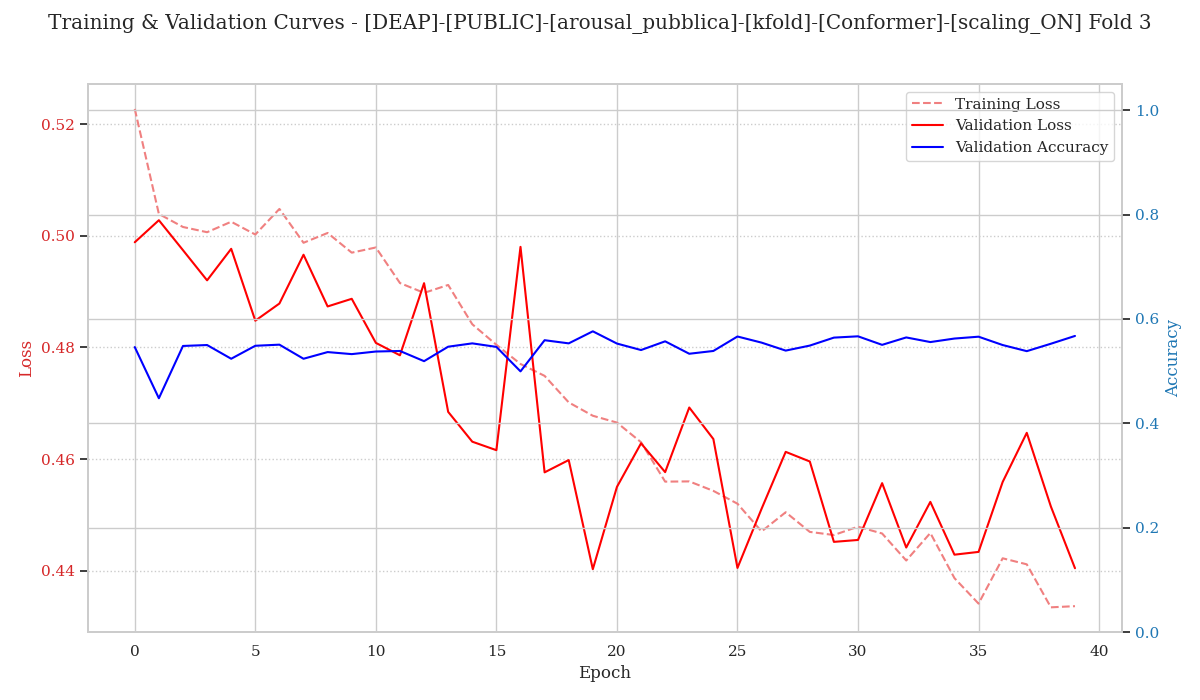 Training & Validation Curves - [DEAP]-[PUBLIC]-[arousal_pubblica]-[kfold]-[Conformer]-[scaling_ON] Fold 3
Training Loss
Validation Loss
Validation Accuracy
0.52
0.50
0.48
0.46
0.44
Loss
1.0
0.8
0.6
0.4
0.2
0.0
Accuracy
0 5 10 15 20 25 30 35 40
Epoch